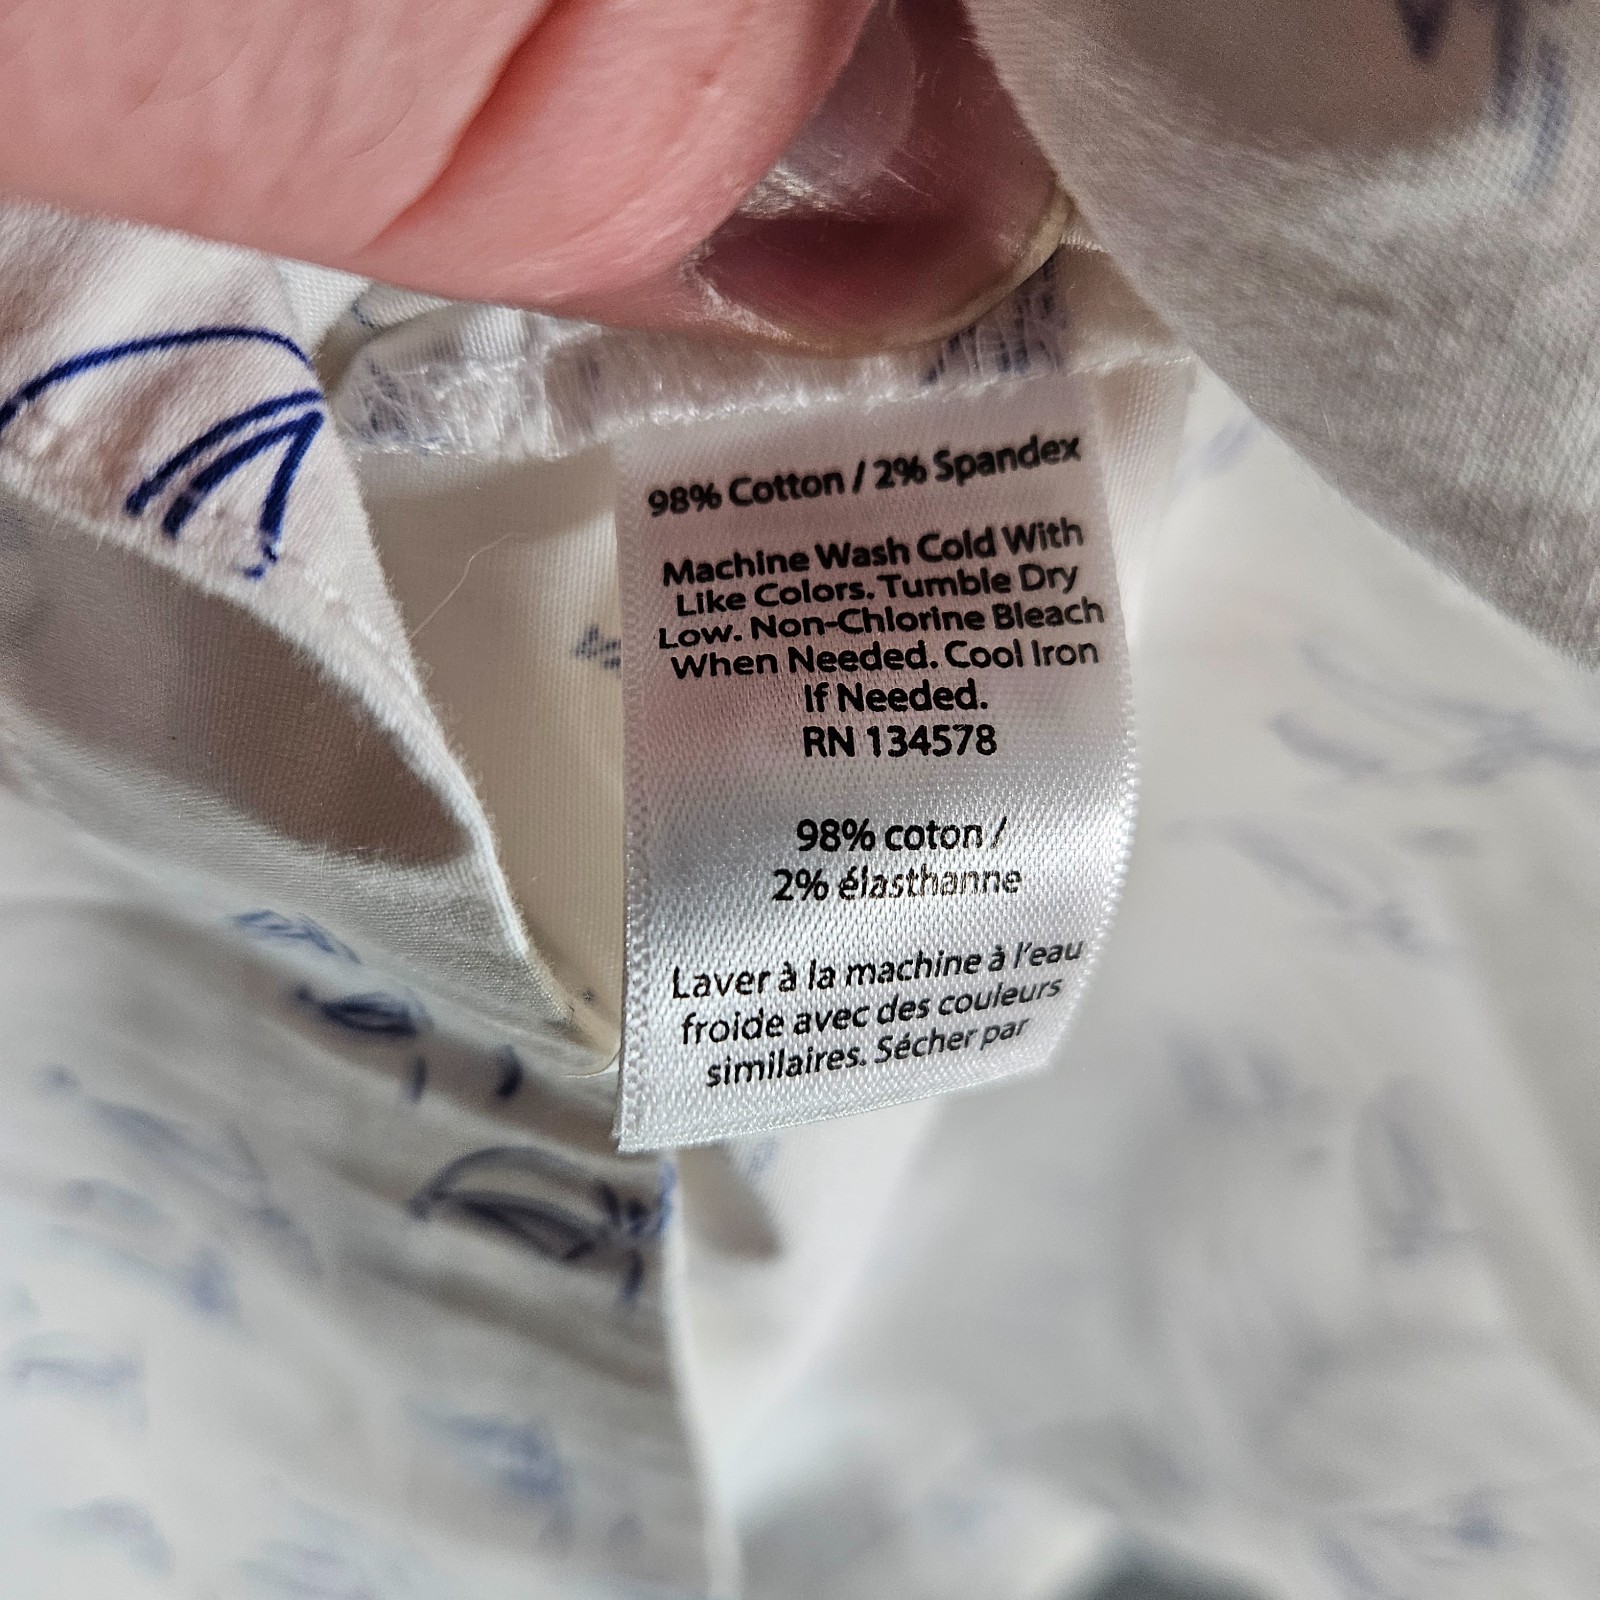 98% Cotton / 2% Spandex
Machine Wash Cold With
Like Colors. Tumble Dry
Low. Non-Chlorine Bleach
When Needed. Cool Iron
If Needed.
RN 134578
98% coton /
2% élasthanne
Laver à la machine à l'eau
froide avec des couleurs
similaires. Sécher par